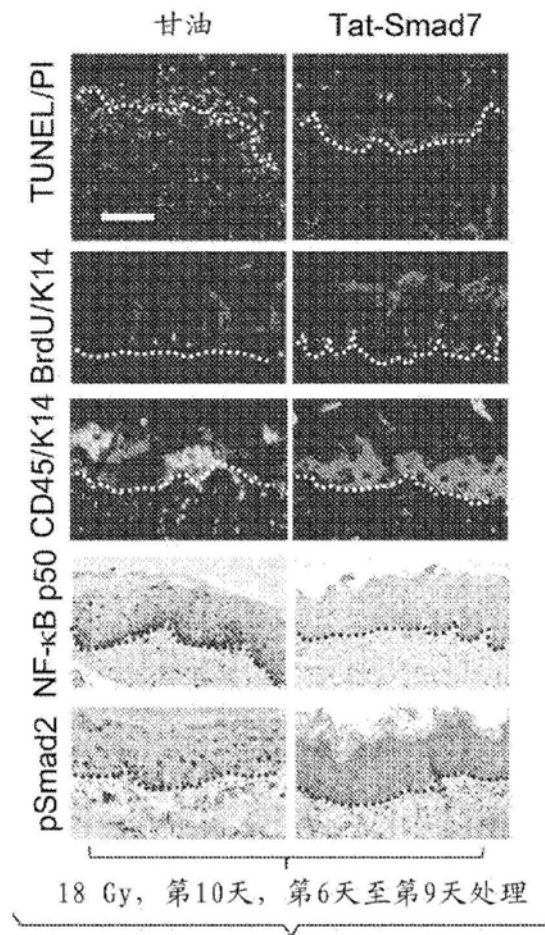 甘油 Tat-Smad7
TUNEL/PI
BrdU/K14
CD45/K14
NF-κB p50
pSmad2
18 Gy, 第10天, 第6天至第9天处理